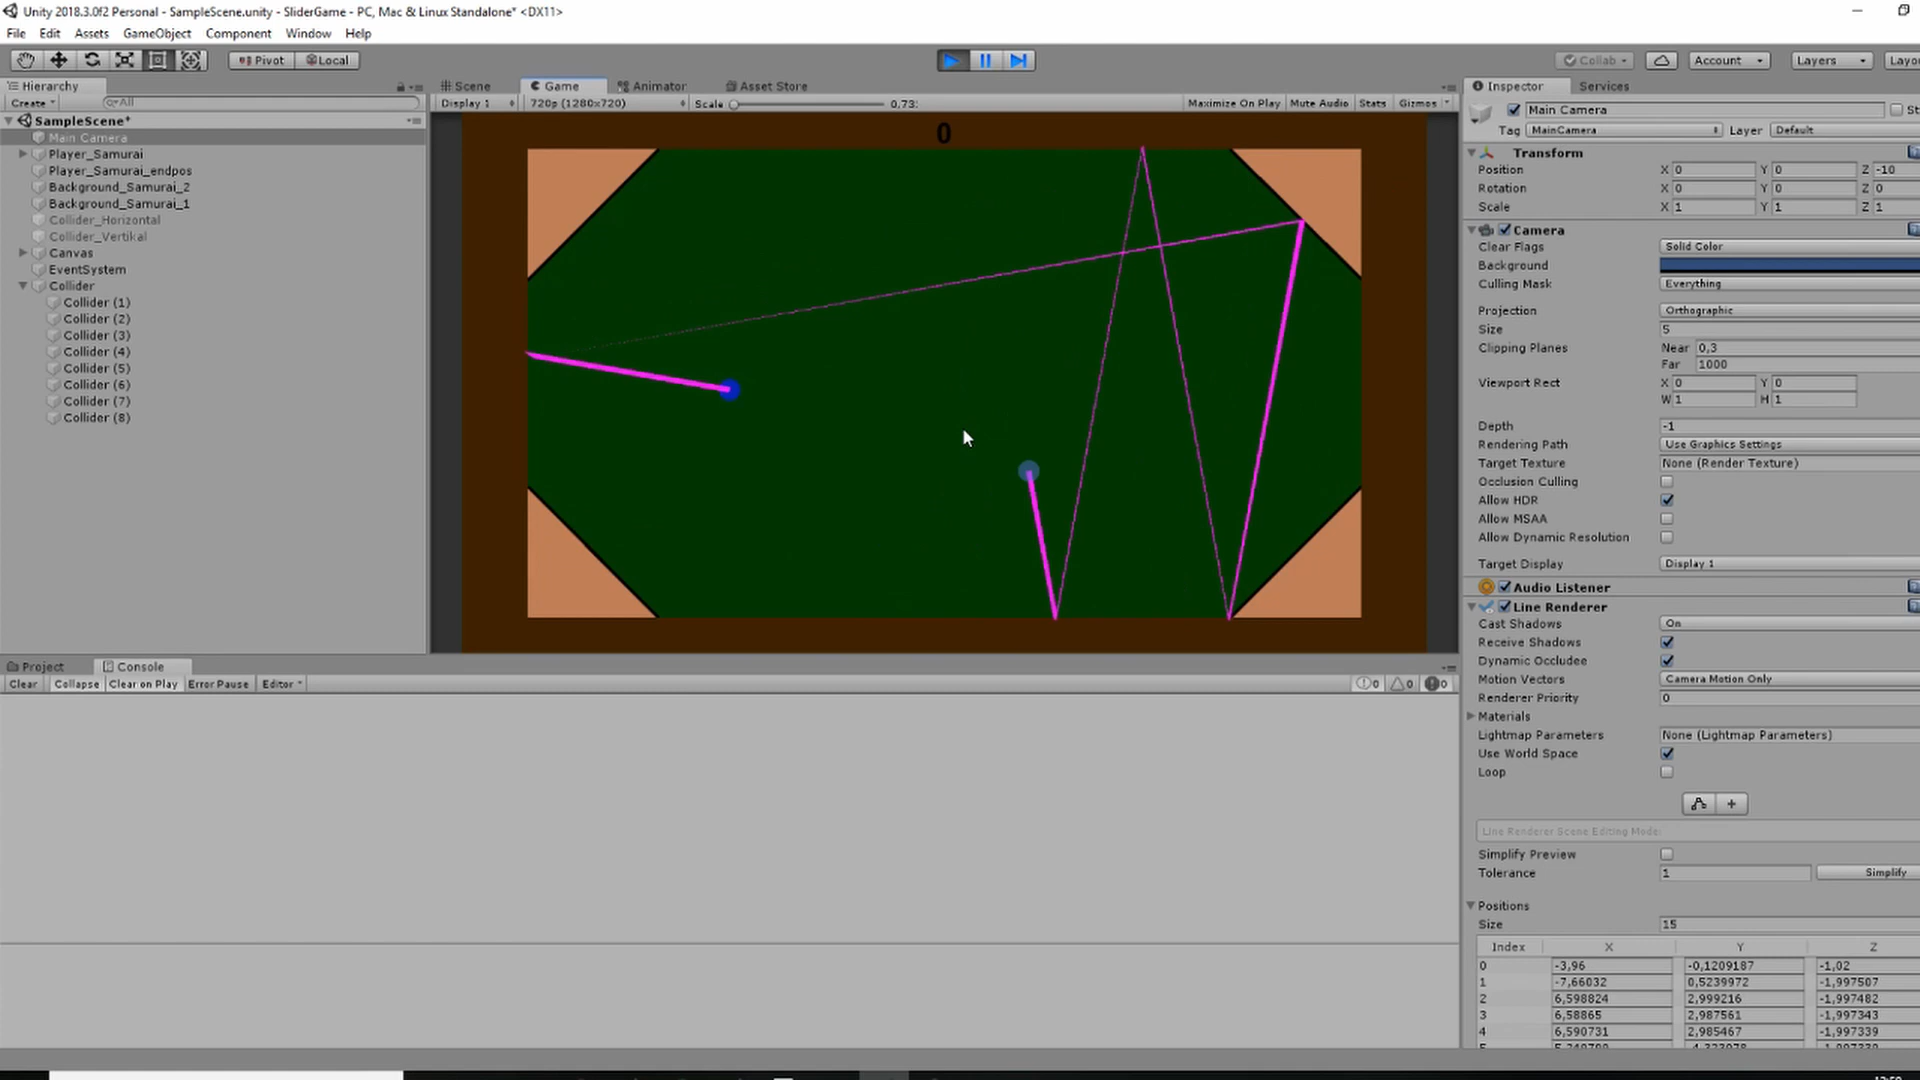 Unity 2018.3.0f2 Personal - SampleScene.unity - SliderGame - PC, Mac & Linux Standalone* <DX11>
File Edit Assets GameObject Component Window Help
Pivot Local Collab Account Layers
Hierarchy
Create All
SampleScene*
Main Camera
Player_Samurai
Player_Samurai_endpos
Background_Samurai_2
Background_Samurai_1
Collider_Horizontal
Collider_Vertikal
Canvas
EventSystem
Collider
Collider (1)
Collider (2)
Collider (3)
Collider (4)
Collider (5)
Collider (6)
Collider (7)
Collider (8)
Scene Game Animator Asset Store
Display 1 720p (1280x720) Scale 0,73: Maximize On Play Mute Audio Stats Gizmos
0
Project Console
Clear Collapse Clear on Play Error Pause Editor 0 0 0
Inspector Services
Main Camera St
Tag MainCamera Layer Default
Transform
Position X 0 Y 0 Z -10
Rotation X 0 Y 0 Z 0
Scale X 1 Y 1 Z 1
Camera
Clear Flags Solid Color
Background
Culling Mask Everything
Projection Orthographic
Size 5
Clipping Planes Near 0,3
Far 1000
Viewport Rect X 0 Y 0
W 1 H 1
Depth -1
Rendering Path Use Graphics Settings
Target Texture None (Render Texture)
Occlusion Culling
Allow HDR
Allow MSAA
Allow Dynamic Resolution
Target Display Display 1
Audio Listener
Line Renderer
Cast Shadows On
Receive Shadows
Dynamic Occludee
Motion Vectors Camera Motion Only
Renderer Priority 0
Materials
Lightmap Parameters None (Lightmap Parameters)
Use World Space
Loop
Line Renderer Scene Editing Mode:
Simplify Preview
Tolerance 1 Simplify
Positions
Size 15
Index X Y Z
0 -3,96 -0,1209187 -1,02
1 -7,66032 0,5239972 -1,997507
2 6,598824 2,999216 -1,997482
3 6,58865 2,987561 -1,997343
4 6,590731 2,985467 -1,997339